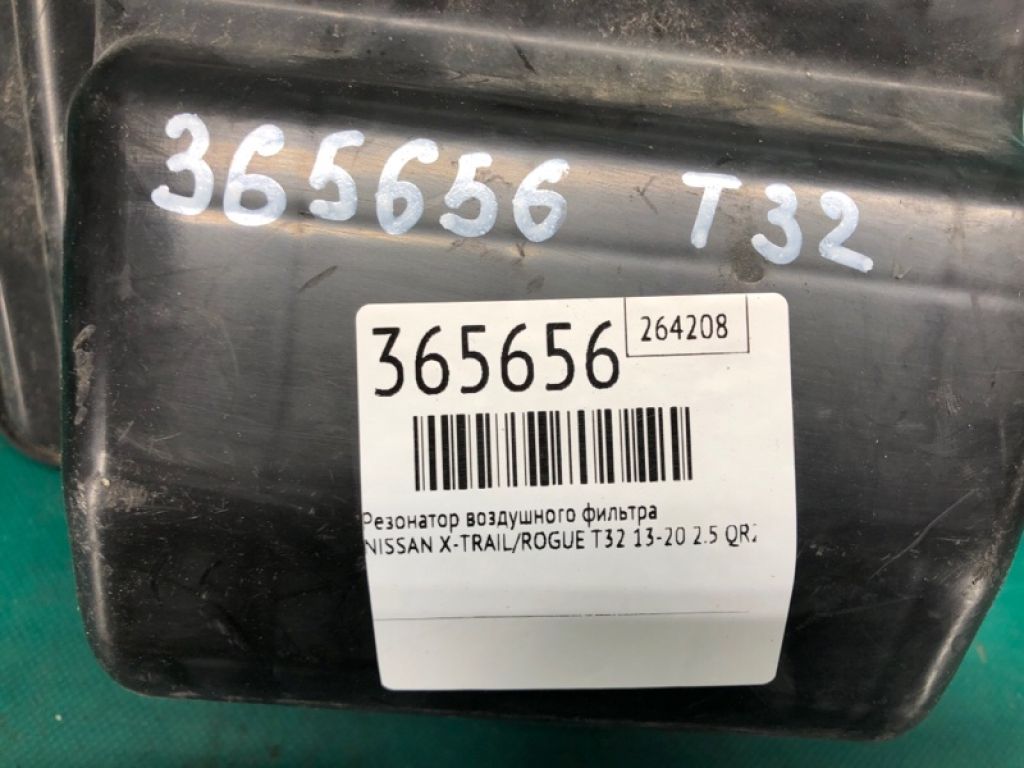 365656 T32
365656 264208
Резонатор воздушного фильтра
NISSAN X-TRAIL/ROGUE T32 13-20 2.5